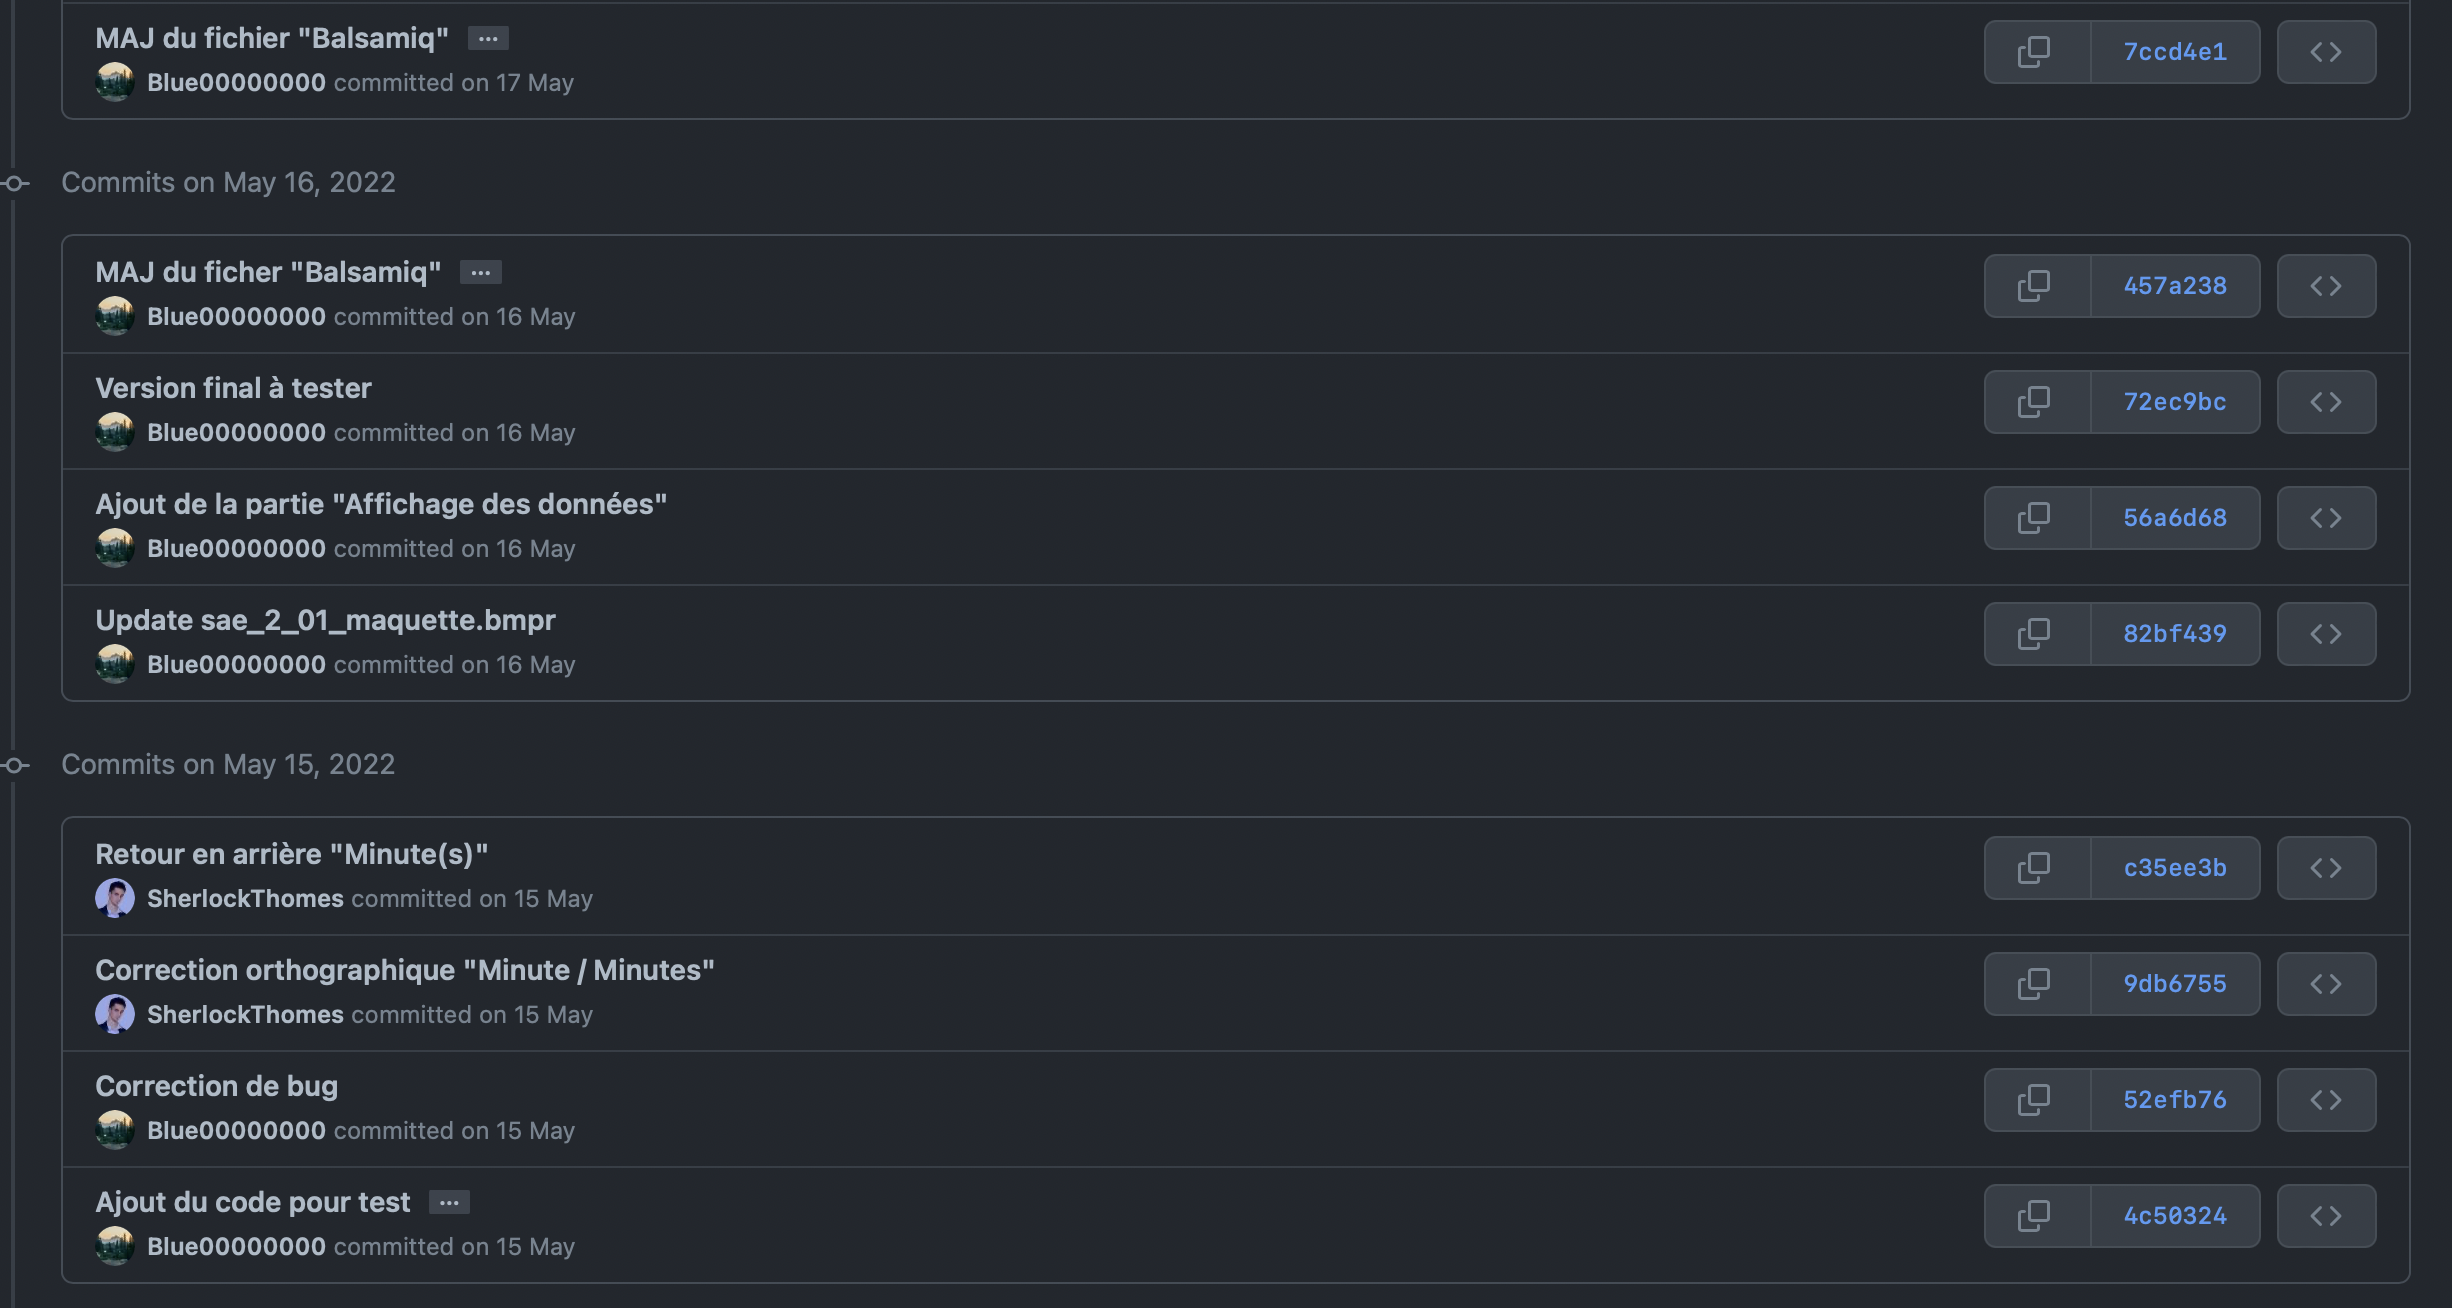 MAJ du fichier "Balsamiq" ...
7ccd4e1
Blue00000000 committed on 17 May
Commits on May 16, 2022
MAJ du ficher "Balsamiq" ...
457a238
Blue00000000 committed on 16 May
Version final à tester
72ec9bc
Blue00000000 committed on 16 May
Ajout de la partie "Affichage des données"
56a6d68
Blue00000000 committed on 16 May
Update sae_2_01_maquette.bmpr
82bf439
Blue00000000 committed on 16 May
Commits on May 15, 2022
Retour en arrière "Minute(s)"
c35ee3b
SherlockThomes committed on 15 May
Correction orthographique "Minute / Minutes"
9db6755
SherlockThomes committed on 15 May
Correction de bug
52efb76
Blue00000000 committed on 15 May
Ajout du code pour test ...
4c50324
Blue00000000 committed on 15 May